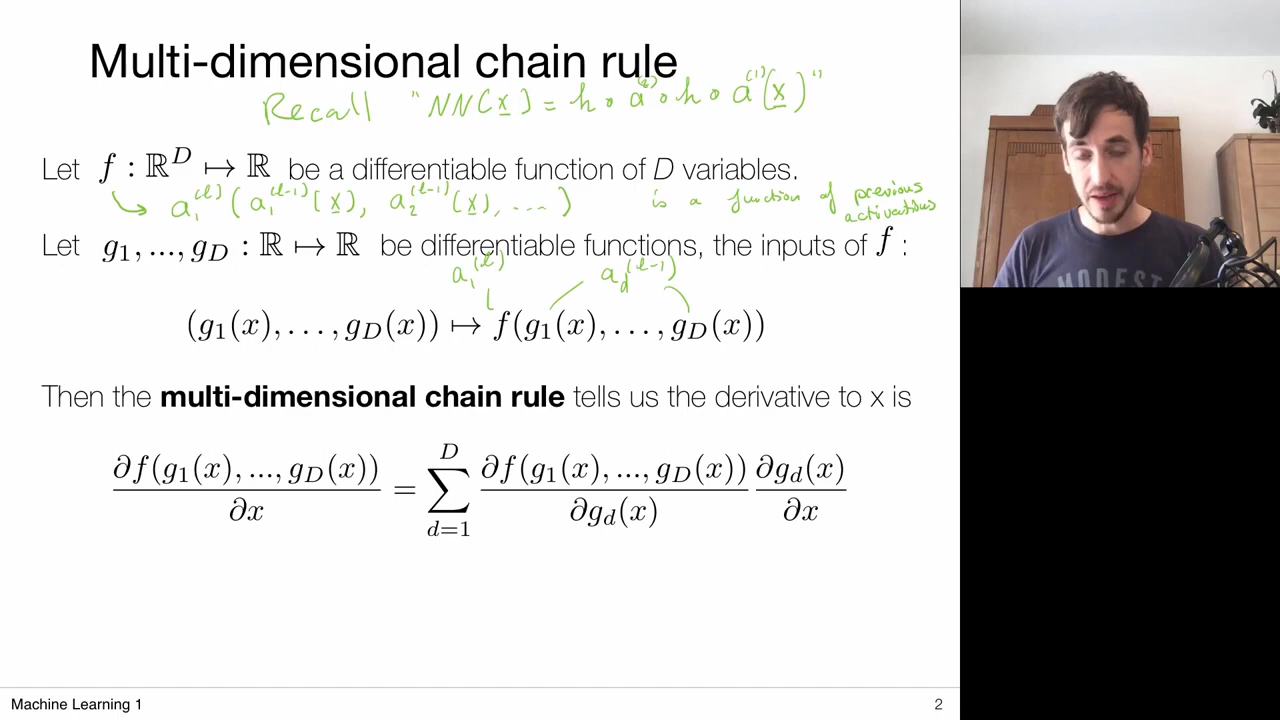 Multi-dimensional chain rule
Recall "NN(x) = h ∘ a^(2) ∘ h ∘ a^(1)(x)"
Let f : ℝ^D ↦ ℝ be a differentiable function of D variables.
↳ a_1^(l) ( a_1^(l-1)(x), a_2^(l-1)(x), .... ) is a function of previous activations
Let g_1, ..., g_D : ℝ ↦ ℝ be differentiable functions, the inputs of f :
a_1^(l) a_d^(l-1)
(g_1(x), . . . , g_D(x)) ↦ f(g_1(x), . . . , g_D(x))
Then the multi-dimensional chain rule tells us the derivative to x is
∂f(g_1(x), ..., g_D(x)) / ∂x = ∑_{d=1}^{D} ∂f(g_1(x), ..., g_D(x)) / ∂g_d(x) ∂g_d(x) / ∂x
Machine Learning 1
2